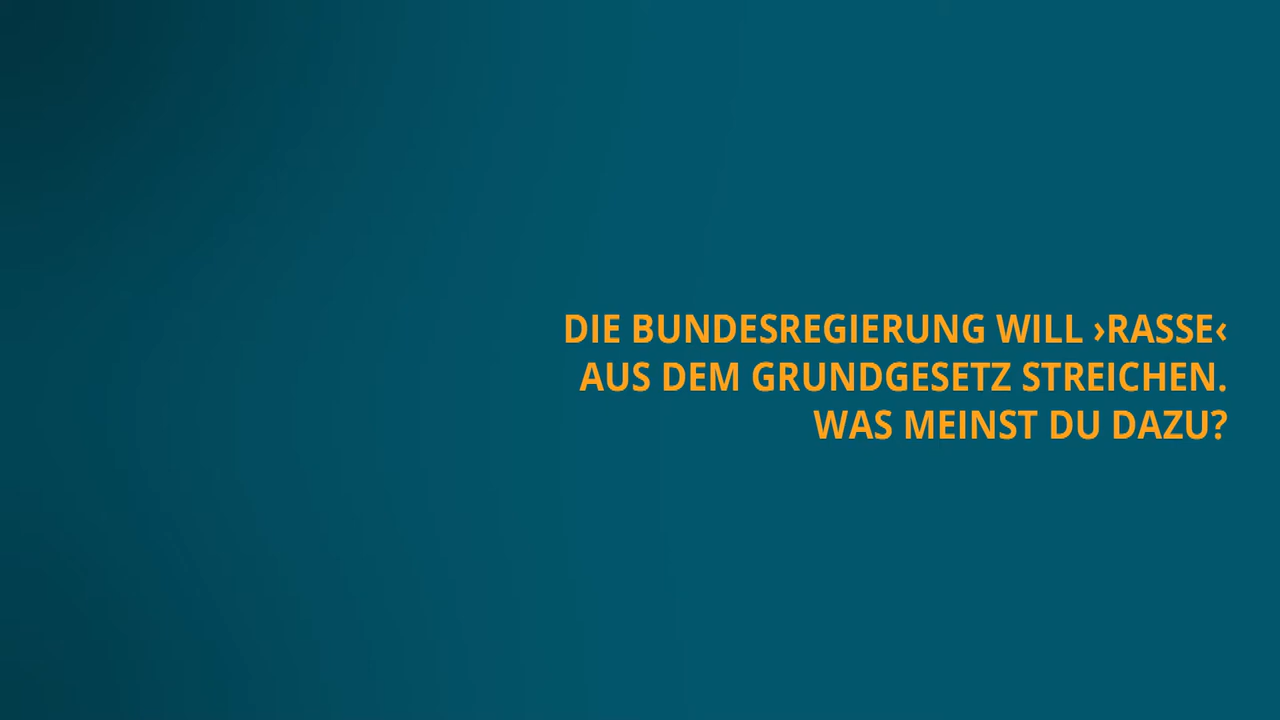 DIE BUNDESREGIERUNG WILL ›RASSE‹
AUS DEM GRUNDGESETZ STREICHEN.
WAS MEINST DU DAZU?